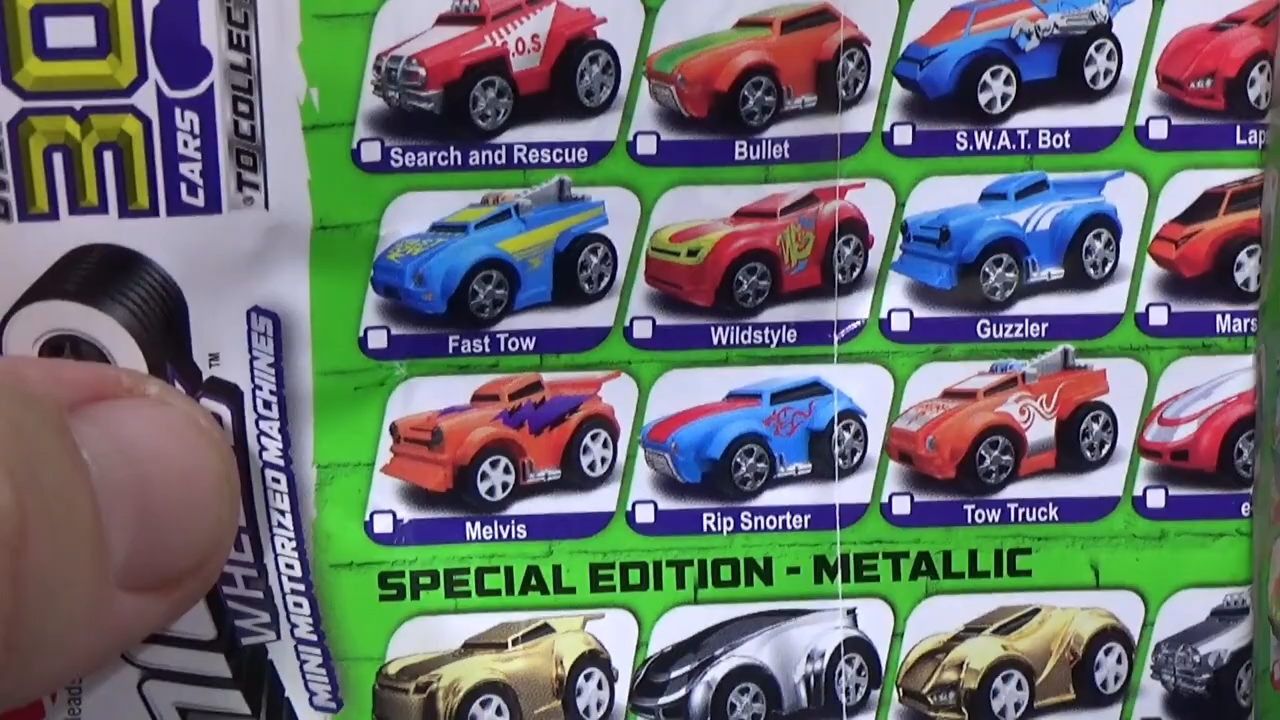 30
CARS
TO COLLECT
MINI MOTORIZED MACHINES
TM
S.O.S
Search and Rescue
Bullet
S.W.A.T. Bot
Fast Tow
Wildstyle
Guzzler
Melvis
Rip Snorter
Tow Truck
SPECIAL EDITION - METALLIC